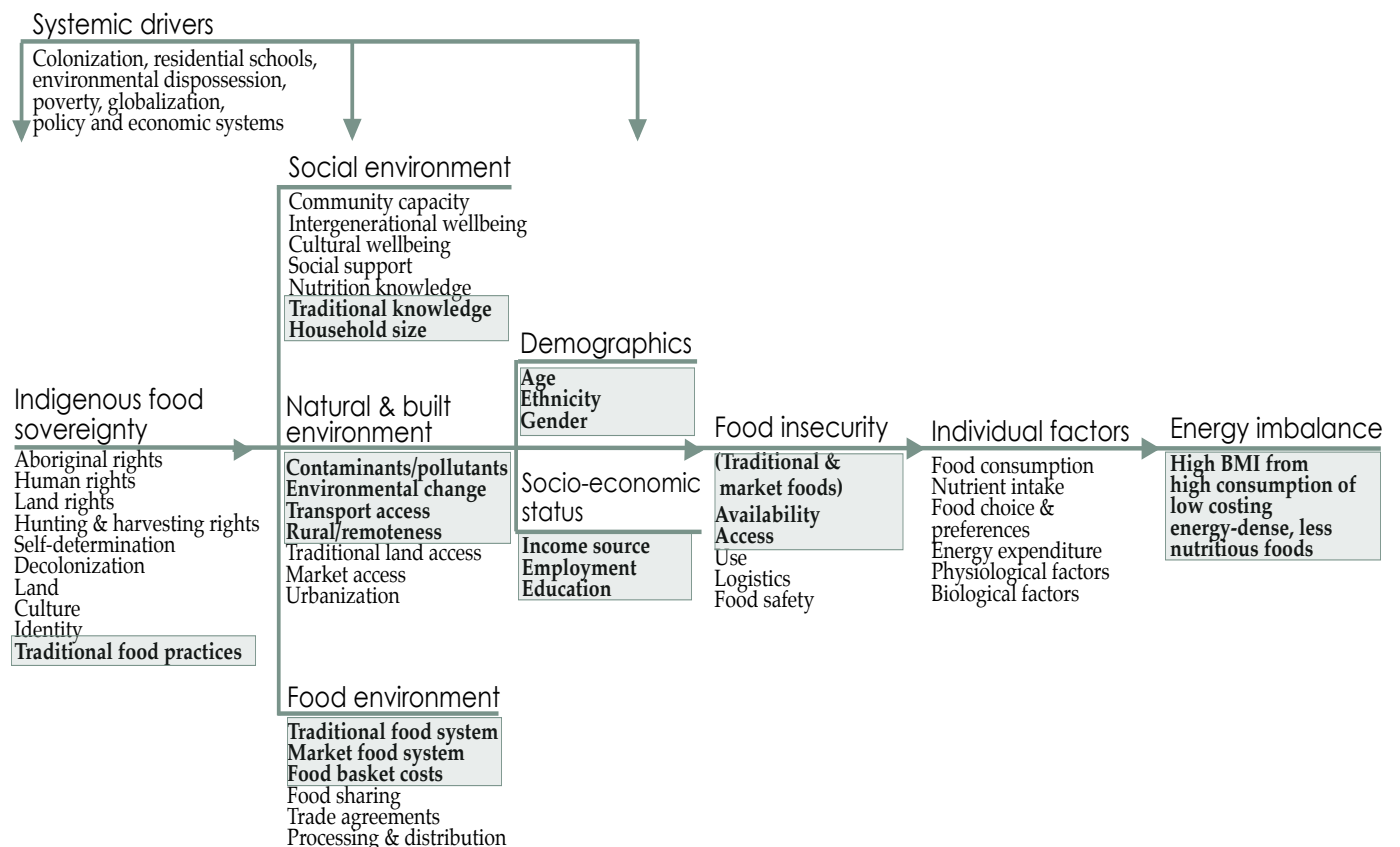 Systemic drivers
Colonization, residential schools,
environmental dispossession,
poverty, globalization,
policy and economic systems
Social environment
Community capacity
Intergenerational wellbeing
Cultural wellbeing
Social support
Nutrition knowledge
Traditional knowledge
Household size
Indigenous food
sovereignty
Aboriginal rights
Human rights
Land rights
Hunting & harvesting rights
Self-determination
Decolonization
Land
Culture
Identity
Traditional food practices
Natural & built
environment
Contaminants/pollutants
Environmental change
Transport access
Rural/remoteness
Traditional land access
Market access
Urbanization
Food environment
Traditional food system
Market food system
Food basket costs
Food sharing
Trade agreements
Processing & distribution
Demographics
Age
Ethnicity
Gender
Socio-economic
status
Income source
Employment
Education
Food insecurity
(Traditional &
market foods)
Availability
Access
Use
Logistics
Food safety
Individual factors
Food consumption
Nutrient intake
Food choice &
preferences
Energy expenditure
Physiological factors
Biological factors
Energy imbalance
High BMI from
high consumption of
low costing
energy-dense, less
nutritious foods